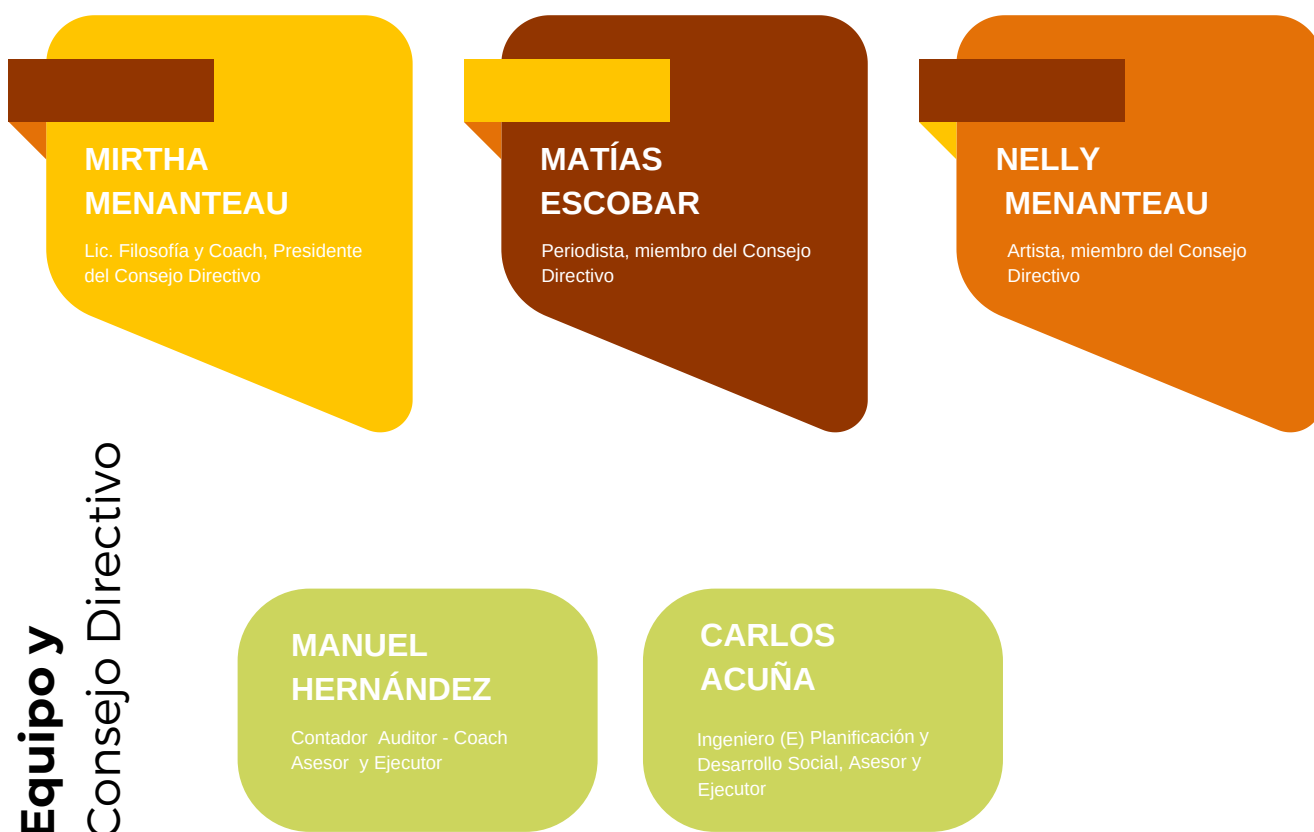 MIRTHA
MENANTEAU
Lic. Filosofía y Coach, Presidente
del Consejo Directivo
MATÍAS
ESCOBAR
Periodista, miembro del Consejo
Directivo
NELLY
MENANTEAU
Artista, miembro del Consejo
Directivo
Equipo y
Consejo Directivo
MANUEL
HERNÁNDEZ
Contador Auditor - Coach
Asesor y Ejecutor
CARLOS
ACUÑA
Ingeniero (E) Planificación y
Desarrollo Social, Asesor y
Ejecutor